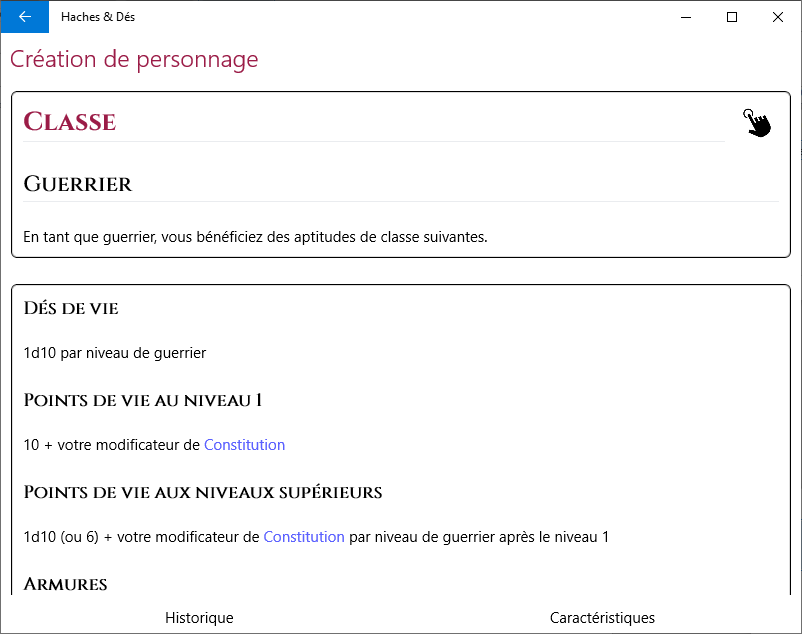 Haches & Dés
Création de personnage
Classe
Guerrier
En tant que guerrier, vous bénéficiez des aptitudes de classe suivantes.
Dés de vie
1d10 par niveau de guerrier
Points de vie au niveau 1
10 + votre modificateur de Constitution
Points de vie aux niveaux supérieurs
1d10 (ou 6) + votre modificateur de Constitution par niveau de guerrier après le niveau 1
Armures
Historique
Caractéristiques